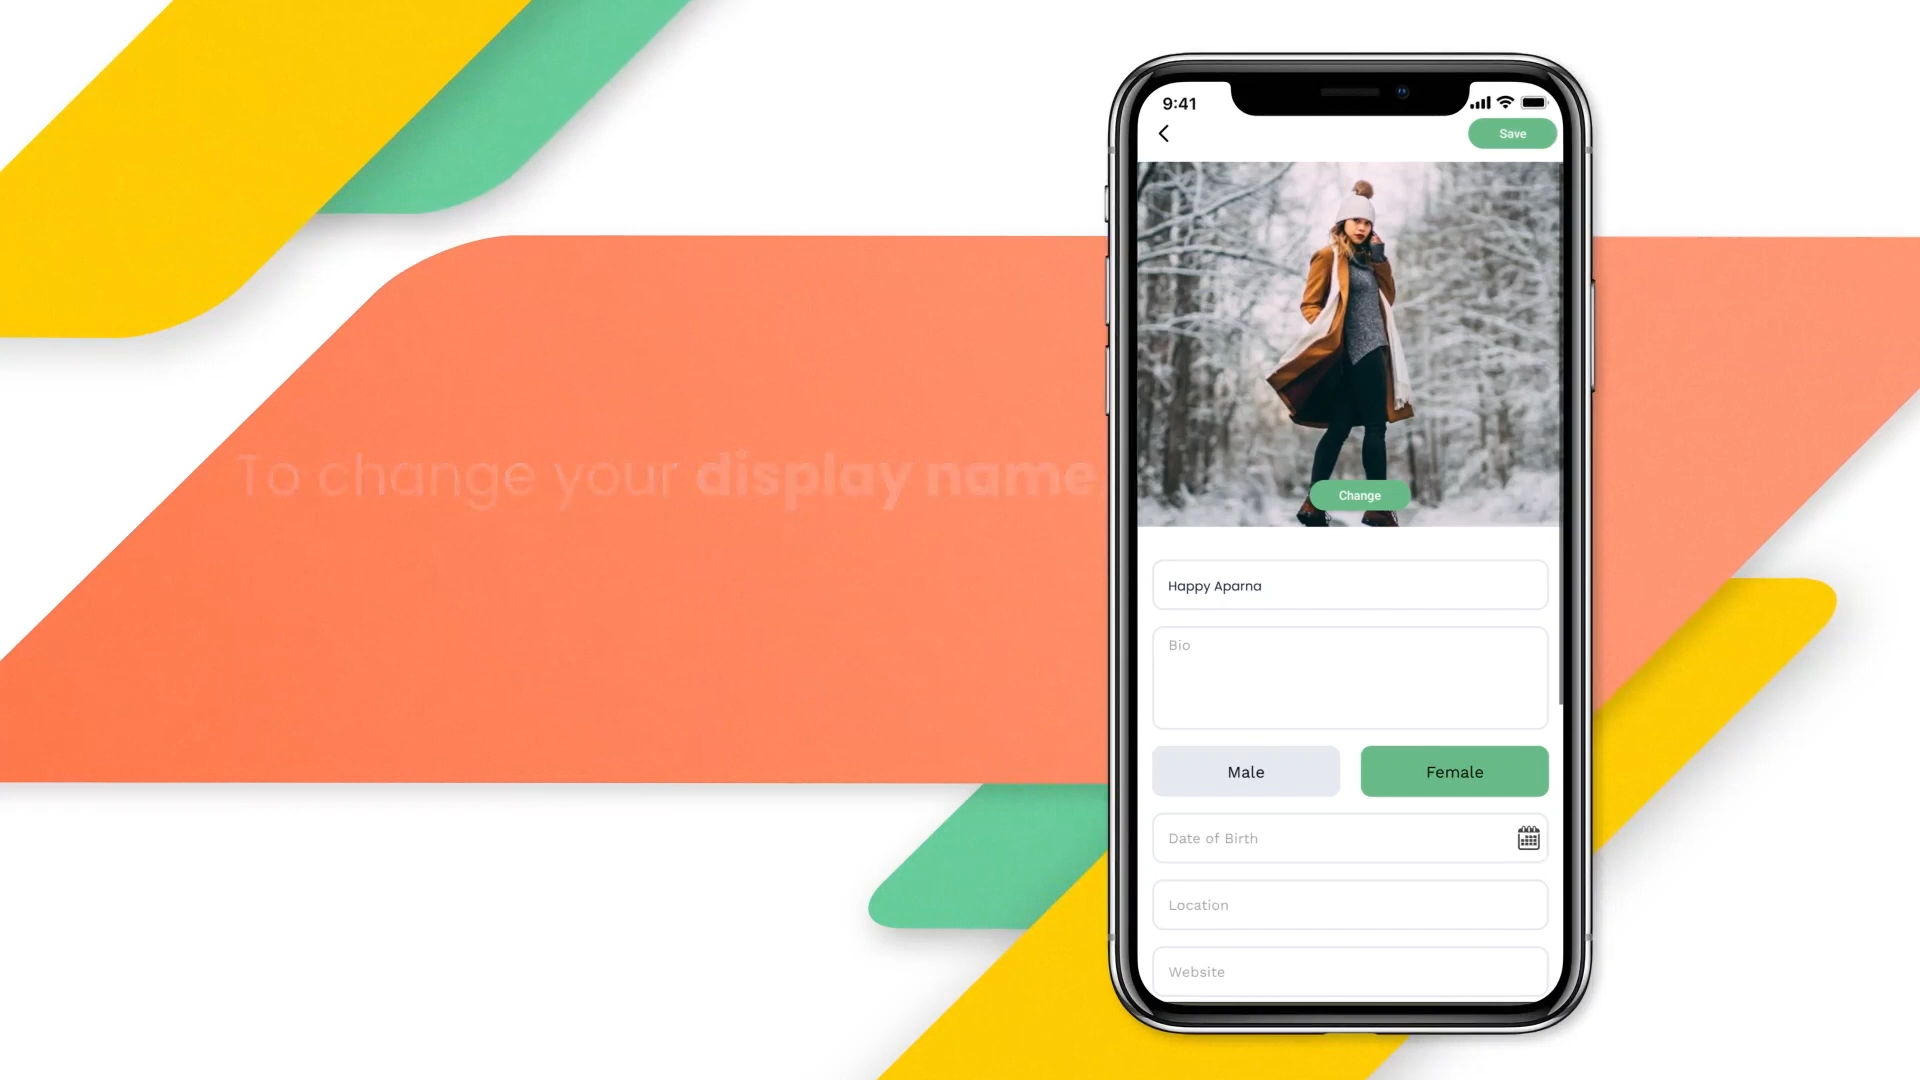 To change your display name,
9:41
Save
Change
Happy Aparna
Bio
Male Female
Date of Birth
Location
Website